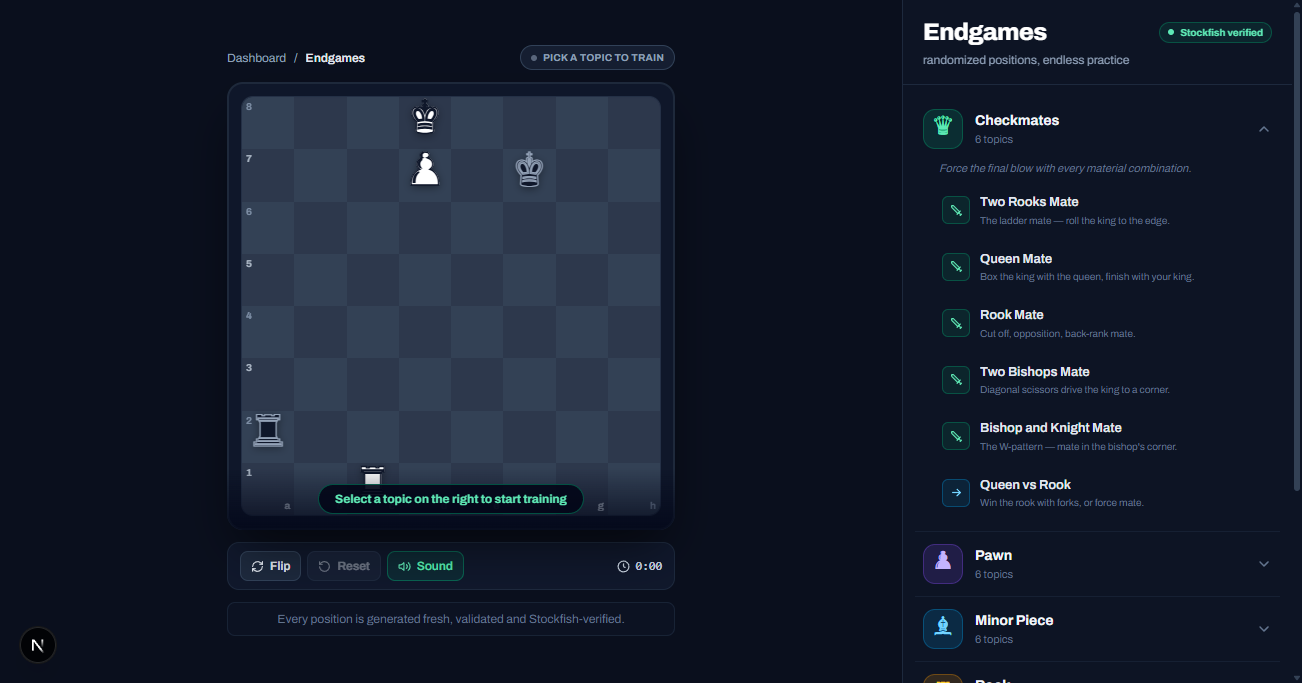 Dashboard / Endgames
PICK A TOPIC TO TRAIN
8
7
6
5
4
3
2
1
a
g
h
Select a topic on the right to start training
Flip
Reset
Sound
0:00
Every position is generated fresh, validated and Stockfish-verified.
N
Endgames
Stockfish verified
randomized positions, endless practice
Checkmates
6 topics
Force the final blow with every material combination.
Two Rooks Mate
The ladder mate — roll the king to the edge.
Queen Mate
Box the king with the queen, finish with your king.
Rook Mate
Cut off, opposition, back-rank mate.
Two Bishops Mate
Diagonal scissors drive the king to a corner.
Bishop and Knight Mate
The W-pattern — mate in the bishop's corner.
Queen vs Rook
Win the rook with forks, or force mate.
Pawn
6 topics
Minor Piece
6 topics